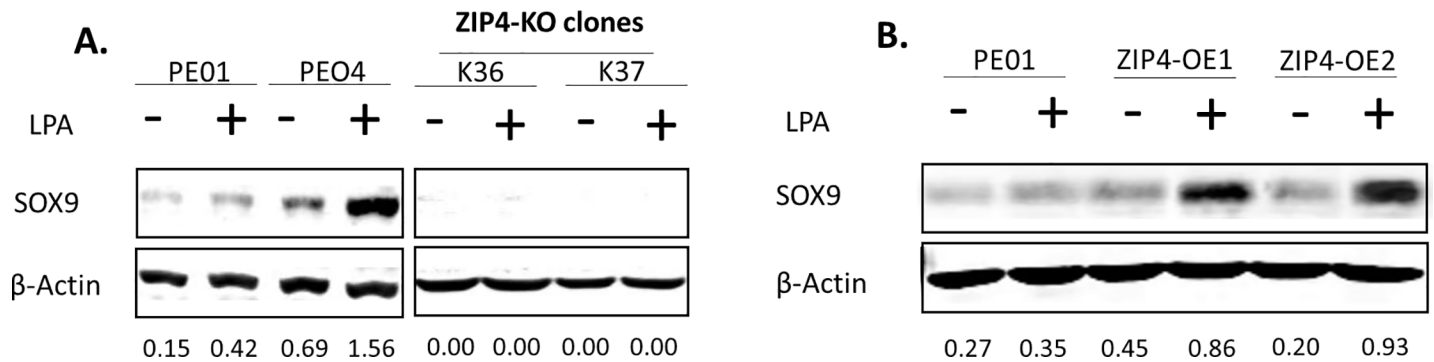 A.
ZIP4-KO clones
PE01 PEO4 K36 K37
LPA - + - + - + - +
SOX9
β-Actin
0.15 0.42 0.69 1.56 0.00 0.00 0.00 0.00
B.
PE01 ZIP4-OE1 ZIP4-OE2
LPA - + - + - +
SOX9
β-Actin
0.27 0.35 0.45 0.86 0.20 0.93